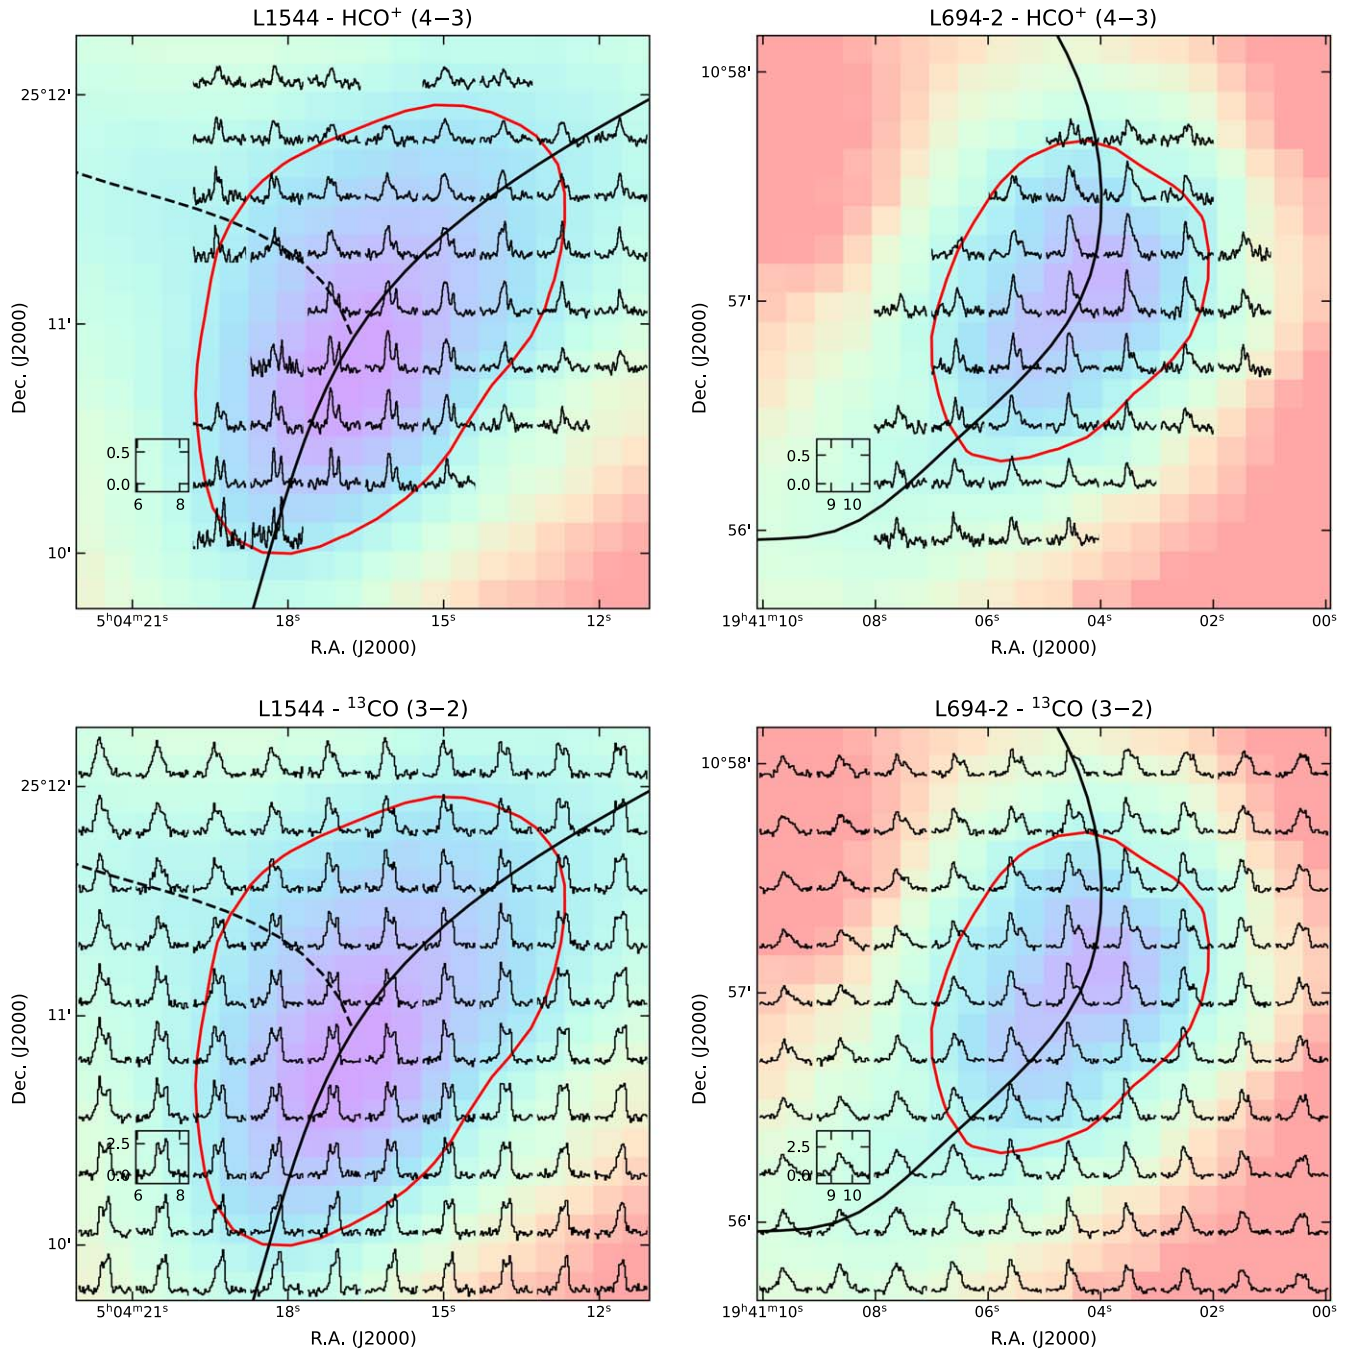 L1544 - HCO⁺ (4−3)
25°12'
11'
10'
Dec. (J2000)
0.5
0.0
6 8
5ʰ04ᵐ21ˢ 18ˢ 15ˢ 12ˢ
R.A. (J2000)
L694-2 - HCO⁺ (4−3)
10°58'
57'
56'
Dec. (J2000)
0.5
0.0
9 10
19ʰ41ᵐ10ˢ 08ˢ 06ˢ 04ˢ 02ˢ 00ˢ
R.A. (J2000)
L1544 - ¹³CO (3−2)
25°12'
11'
10'
Dec. (J2000)
2.5
0.0
6 8
5ʰ04ᵐ21ˢ 18ˢ 15ˢ 12ˢ
R.A. (J2000)
L694-2 - ¹³CO (3−2)
10°58'
57'
56'
Dec. (J2000)
2.5
0.0
9 10
19ʰ41ᵐ10ˢ 08ˢ 06ˢ 04ˢ 02ˢ 00ˢ
R.A. (J2000)